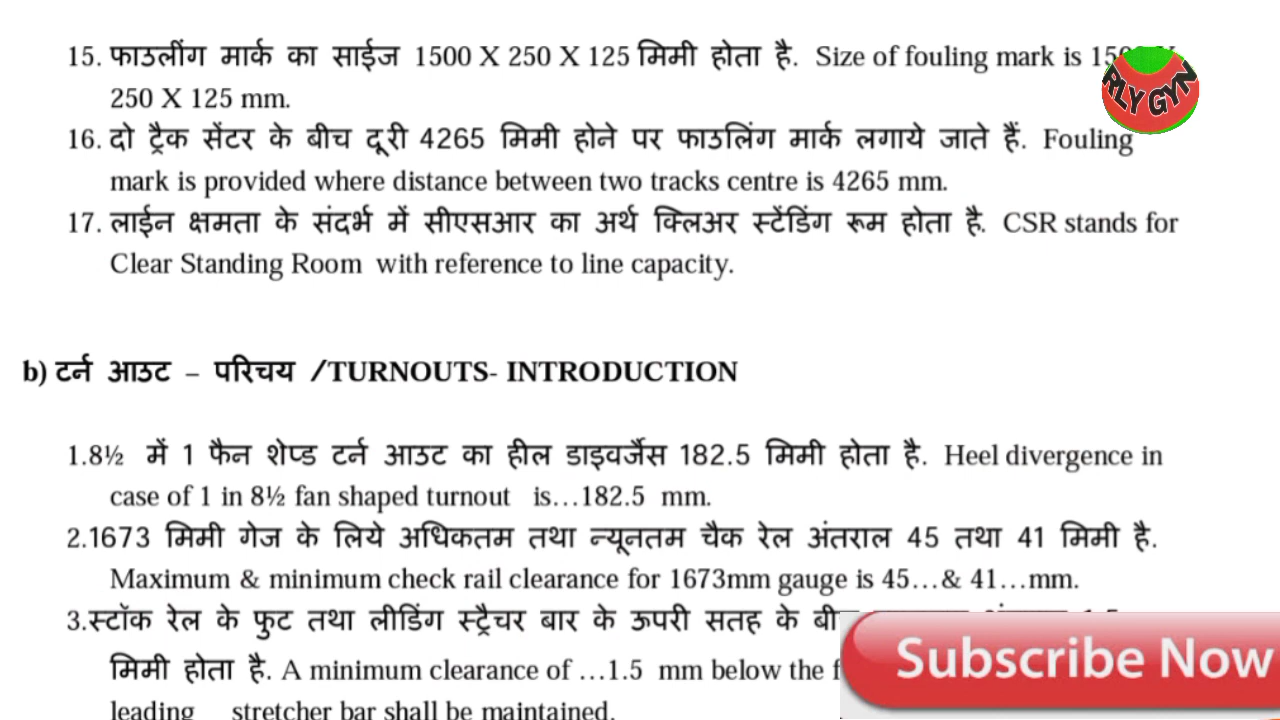 15. फाउलींग मार्क का साईज 1500 X 250 X 125 मिमी होता है. Size of fouling mark is
RLY GYN
250 X 125 mm.
16. दो ट्रैक सेंटर के बीच दूरी 4265 मिमी होने पर फाउलिंग मार्क लगाये जाते हैं. Fouling
mark is provided where distance between two tracks centre is 4265 mm.
17. लाईन क्षमता के संदर्भ में सीएसआर का अर्थ क्लिअर स्टेंडिंग रूम होता है. CSR stands for
Clear Standing Room with reference to line capacity.
b) टर्न आउट – परिचय /TURNOUTS- INTRODUCTION
1.8½ में 1 फैन शेप्ड टर्न आउट का हील डाइवर्जेंस 182.5 मिमी होता है. Heel divergence in
case of 1 in 8½ fan shaped turnout is…182.5 mm.
2.1673 मिमी गेज के लिये अधिकतम तथा न्यूनतम चैक रेल अंतराल 45 तथा 41 मिमी है.
Maximum & minimum check rail clearance for 1673mm gauge is 45…& 41…mm.
3.स्टॉक रेल के फुट तथा लीडिंग स्ट्रैचर बार के ऊपरी सतह के
मिमी होता है. A minimum clearance of …1.5 mm below the
Subscribe Now
leading stretcher bar shall be maintained.